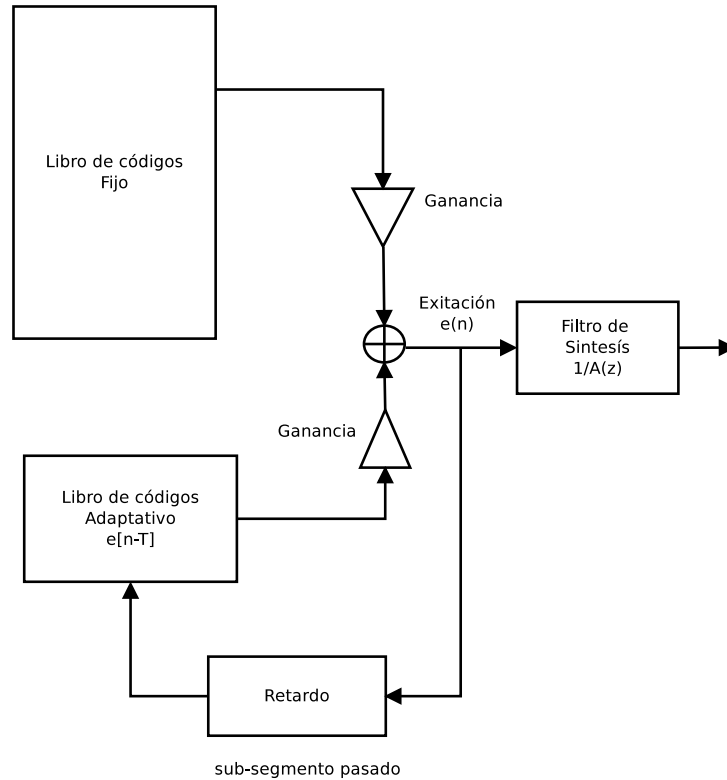 Libro de códigos
Fijo
Ganancia
Exitación
e(n)
Filtro de
Sintesís
1/A(z)
Ganancia
Libro de códigos
Adaptativo
e[n-T]
Retardo
sub-segmento pasado